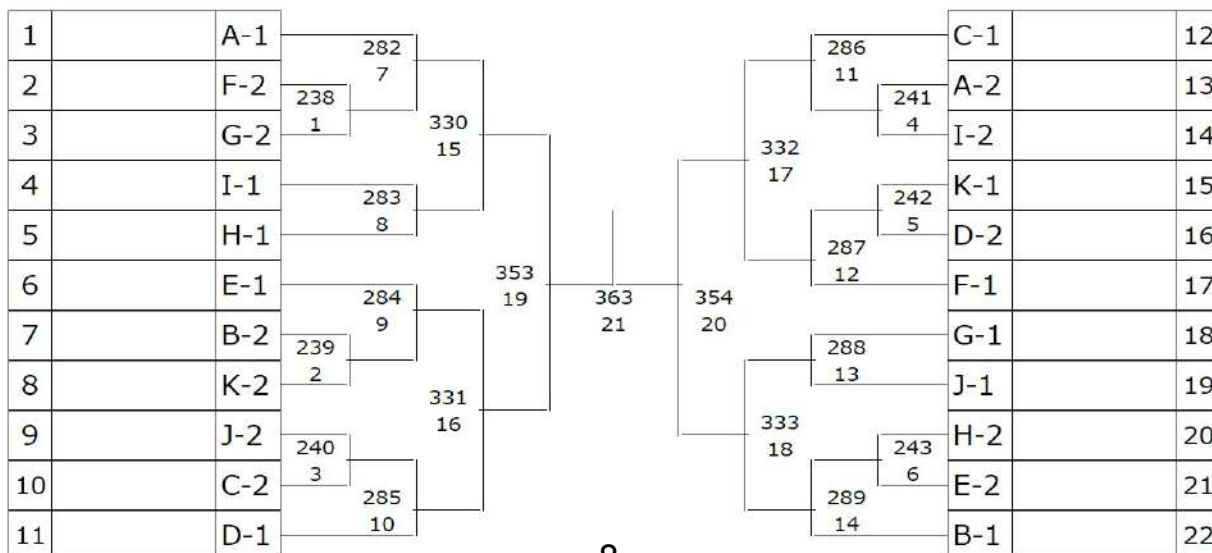 1 A-1 282 286 C-1 12
7 11
2 F-2 238 241 A-2 13
1 4
3 G-2 330 332 I-2 14
15 17
4 I-1 283 242 K-1 15
8 5
5 H-1 287 D-2 16
12
6 E-1 284 353 363 354 F-1 17
9 19 21 20
7 B-2 239 288 G-1 18
2 13
8 K-2 331 J-1 19
16
9 J-2 240 333 243 H-2 20
3 18 6
10 C-2 285 289 E-2 21
10 14
11 D-1 B-1 22